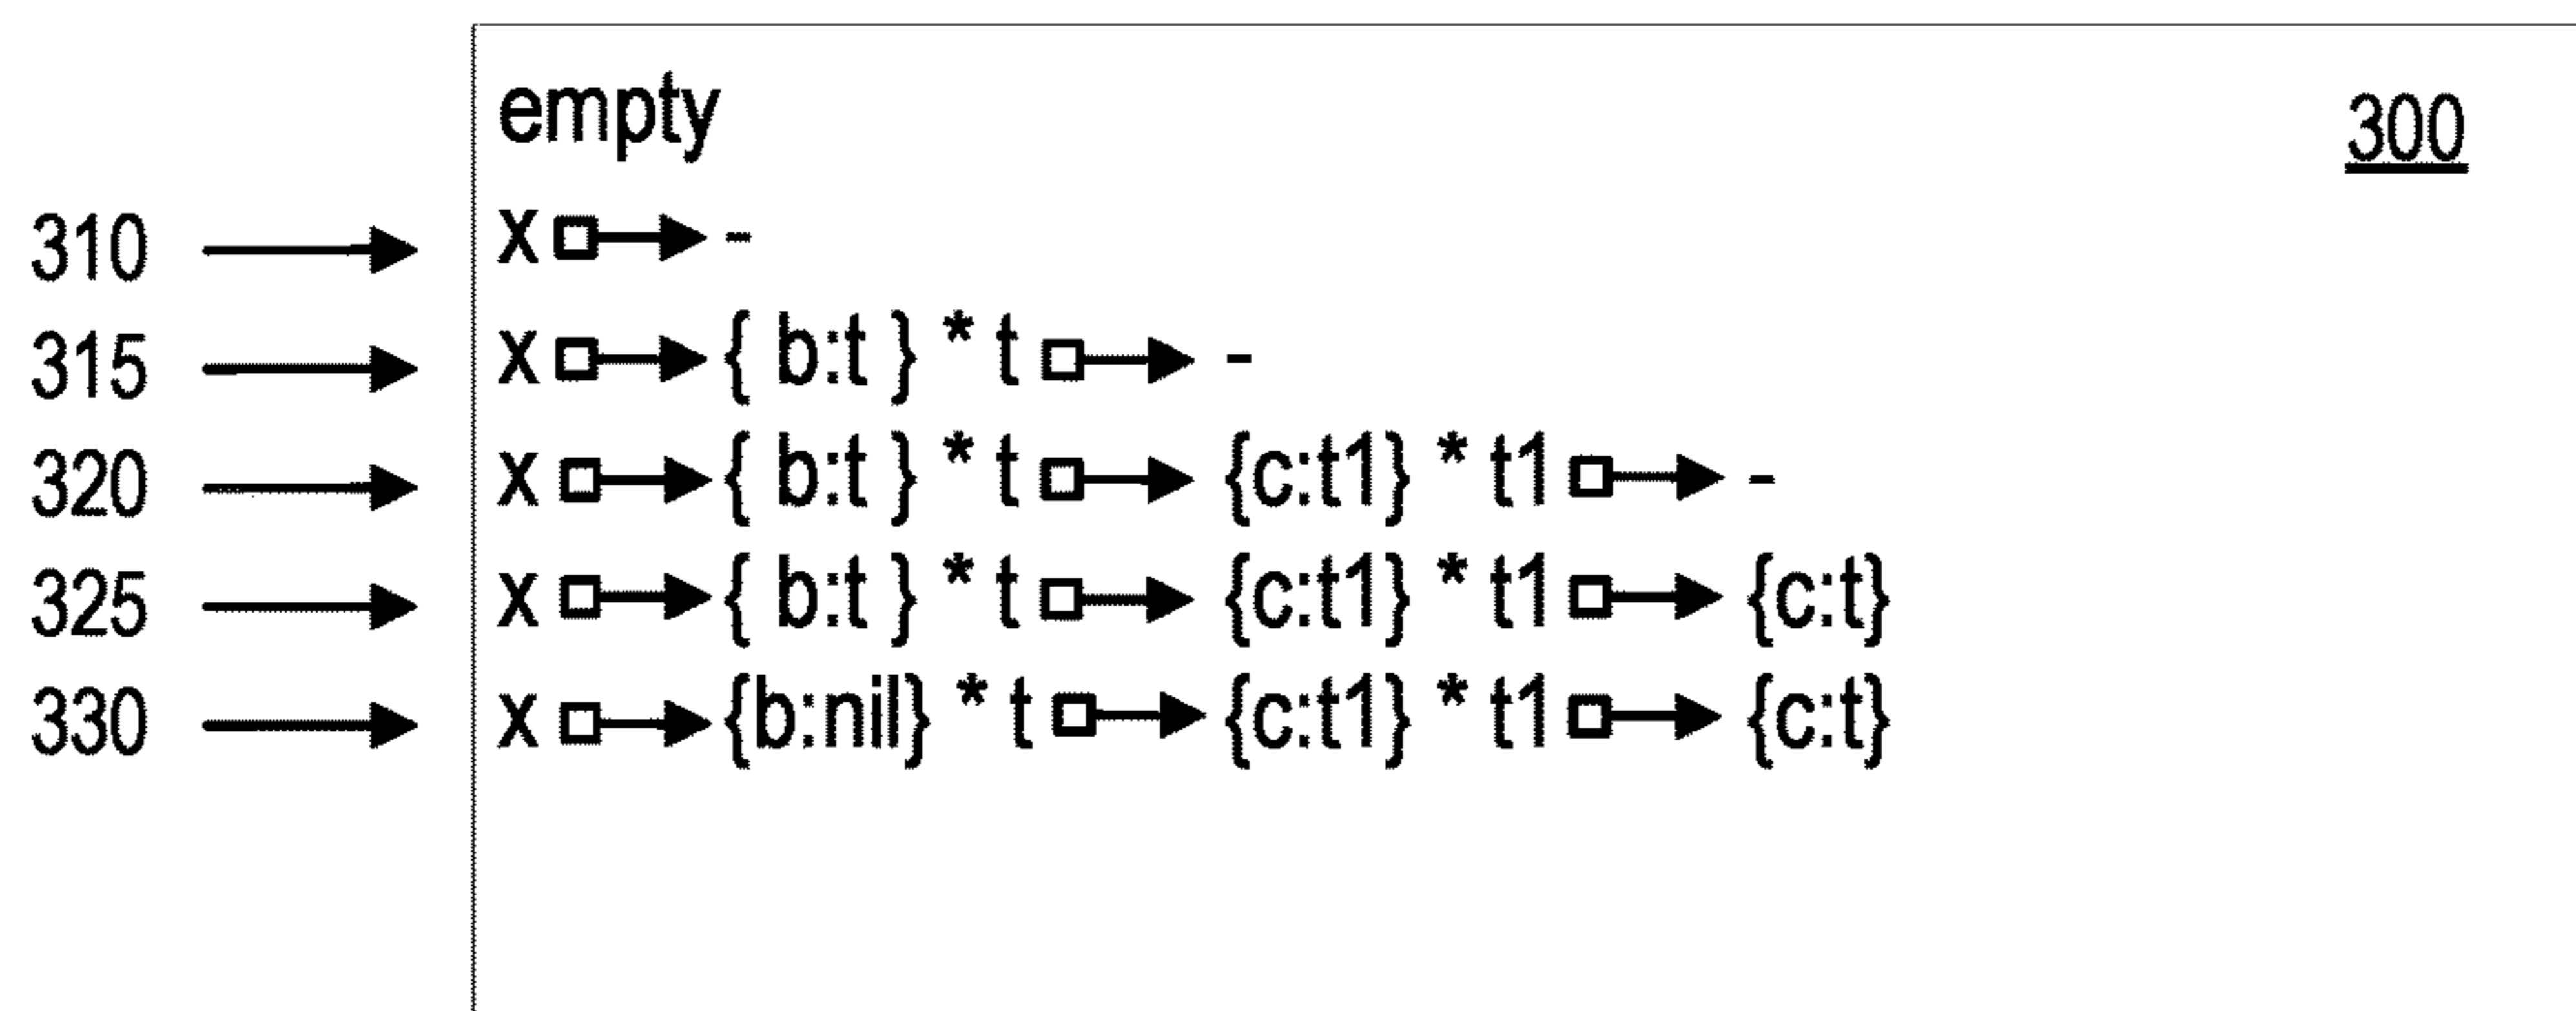 empty 300
310 x -
315 x { b:t } * t -
320 x { b:t } * t {c:t1} * t1 -
325 x { b:t } * t {c:t1} * t1 {c:t}
330 x {b:nil} * t {c:t1} * t1 {c:t}